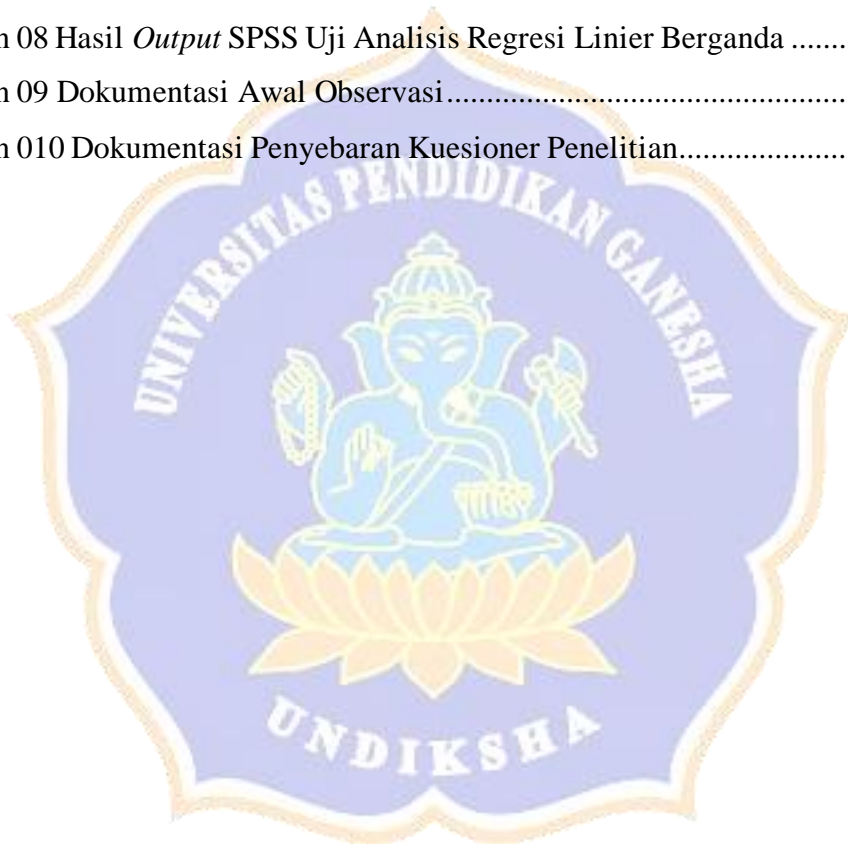 n 08 Hasil Output SPSS Uji Analisis Regresi Linier Berganda ........
n 09 Dokumentasi Awal Observasi...................................................
n 010 Dokumentasi Penyebaran Kuesioner Penelitian......................
UNIVERSITAS PENDIDIKAN GANESHA
UNDIKSHA